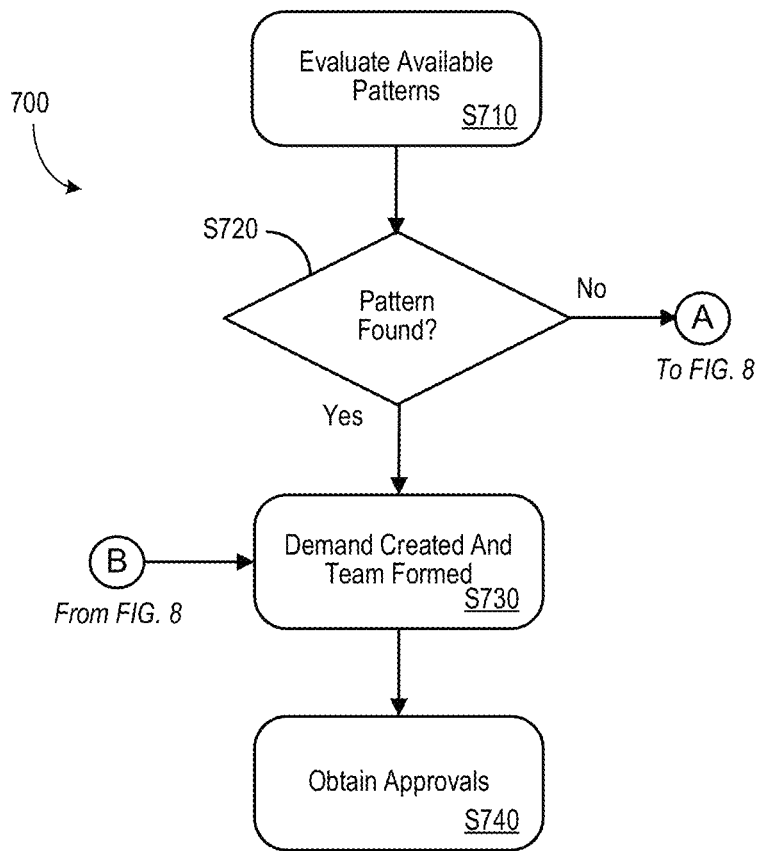 Evaluate Available
Patterns
S710
700
S720
Pattern
Found?
No
A
To FIG. 8
Yes
B
From FIG. 8
Demand Created And
Team Formed
S730
Obtain Approvals
S740